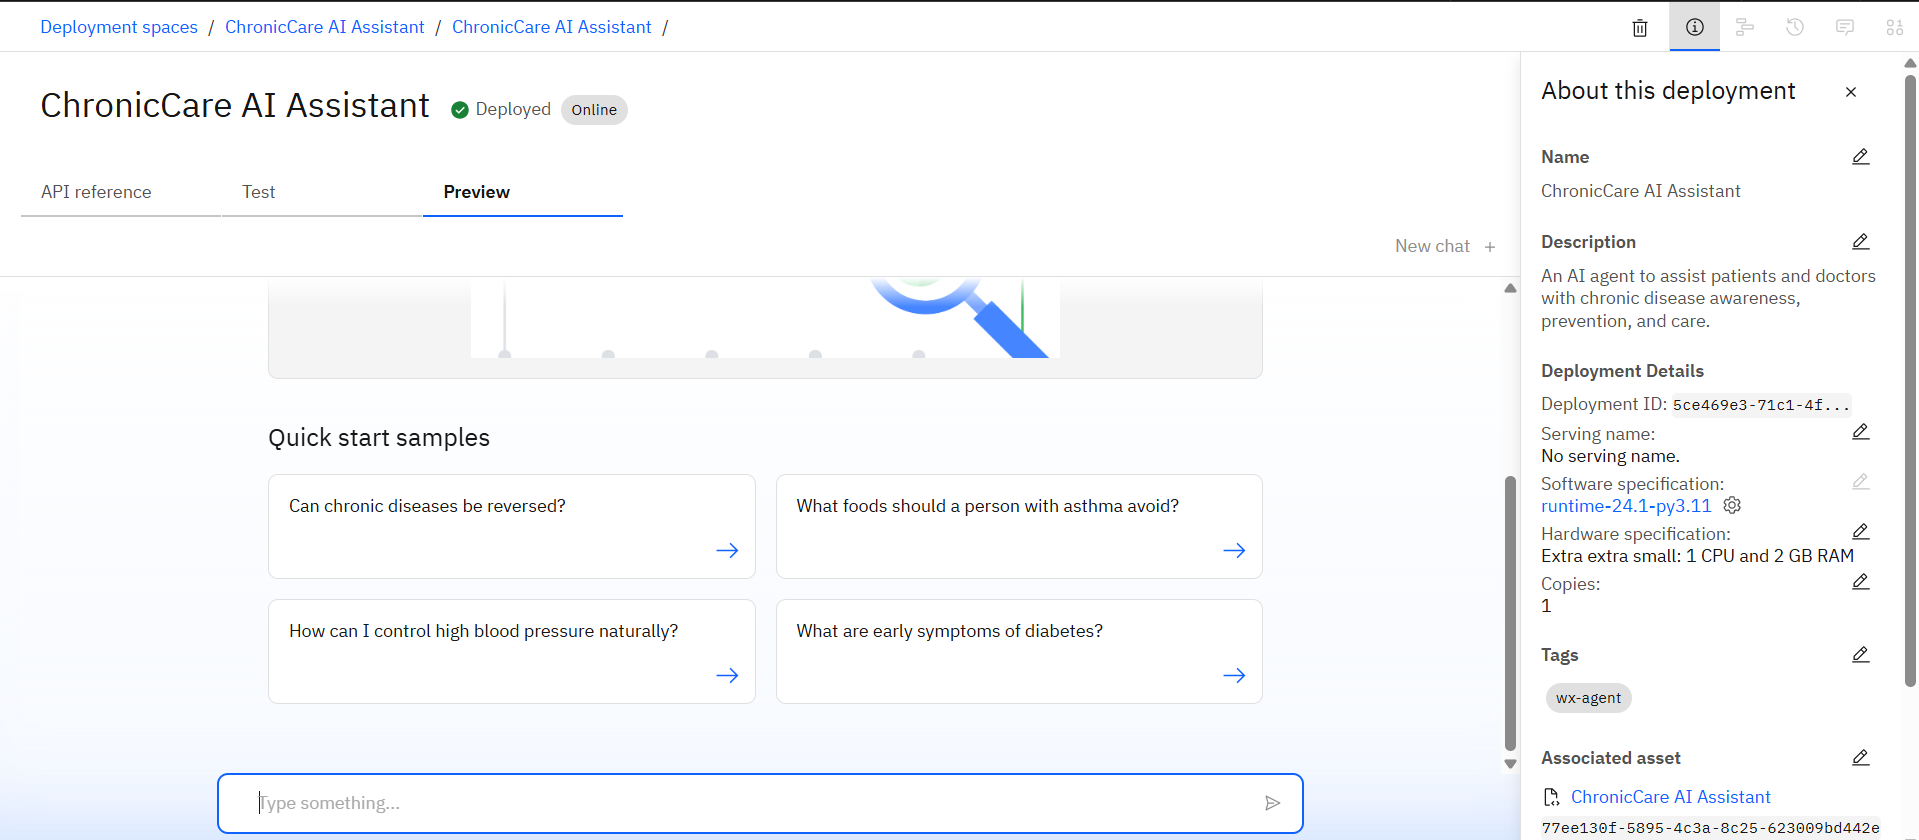 Deployment spaces / ChronicCare AI Assistant / ChronicCare AI Assistant /
ChronicCare AI Assistant Deployed Online
API reference Test Preview
New chat +
Quick start samples
Can chronic diseases be reversed?
What foods should a person with asthma avoid?
How can I control high blood pressure naturally?
What are early symptoms of diabetes?
Type something...
About this deployment
Name
ChronicCare AI Assistant
Description
An AI agent to assist patients and doctors
with chronic disease awareness,
prevention, and care.
Deployment Details
Deployment ID: 5ce469e3-71c1-4f...
Serving name:
No serving name.
Software specification:
runtime-24.1-py3.11
Hardware specification:
Extra extra small: 1 CPU and 2 GB RAM
Copies:
1
Tags
wx-agent
Associated asset
ChronicCare AI Assistant
77ee130f-5895-4c3a-8c25-623009bd442e